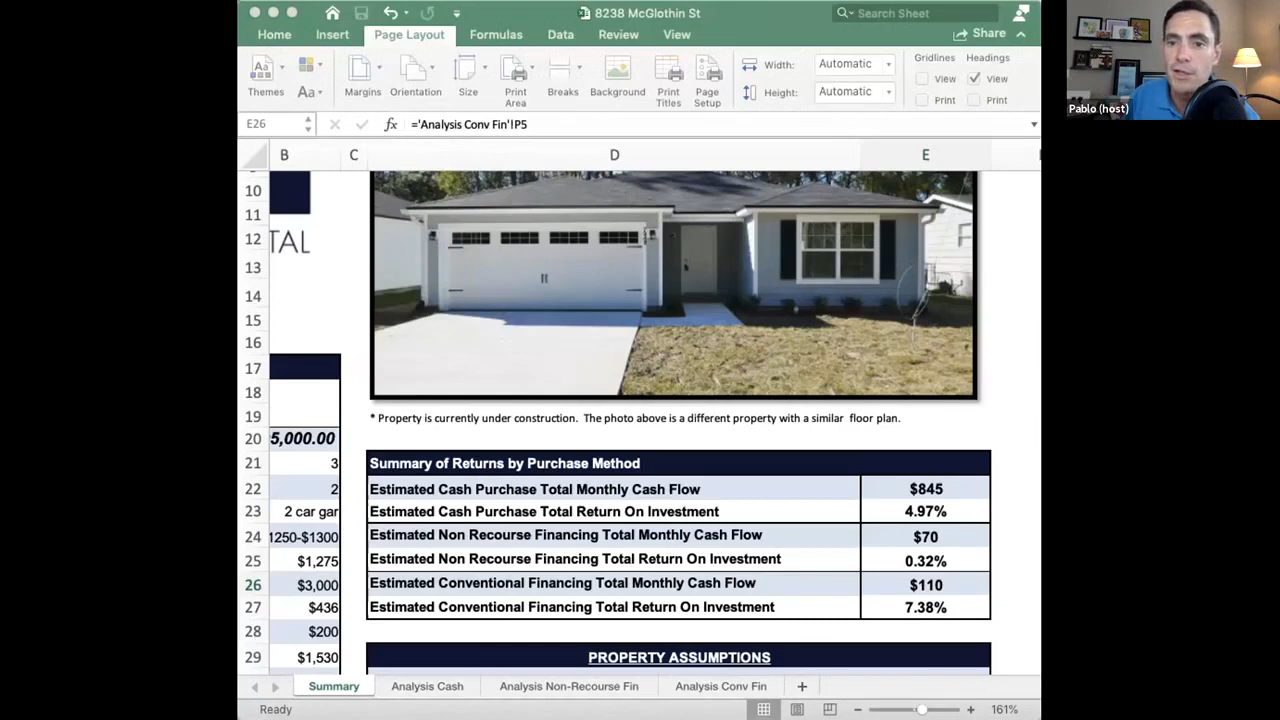 8238 McGlothin St
Search Sheet
Home Insert Page Layout Formulas Data Review View Share
Themes Aa Margins Orientation Size Print Area Breaks Background Print Titles Page Setup
Width: Automatic
Height: Automatic
Gridlines Headings
View View
Print Print
E26 fx ='Analysis Conv Fin'!P5
B C D E
10
11
12 TAL
13
14
15
16
17
18
19 * Property is currently under construction. The photo above is a different property with a similar floor plan.
20 5,000.00
21 3 Summary of Returns by Purchase Method
22 2 Estimated Cash Purchase Total Monthly Cash Flow $845
23 2 car gar Estimated Cash Purchase Total Return On Investment 4.97%
24 1250-$1300 Estimated Non Recourse Financing Total Monthly Cash Flow $70
25 $1,275 Estimated Non Recourse Financing Total Return On Investment 0.32%
26 $3,000 Estimated Conventional Financing Total Monthly Cash Flow $110
27 $436 Estimated Conventional Financing Total Return On Investment 7.38%
28 $200
29 $1,530 PROPERTY ASSUMPTIONS
Summary Analysis Cash Analysis Non-Recourse Fin Analysis Conv Fin
Ready 161%
Pablo (host)